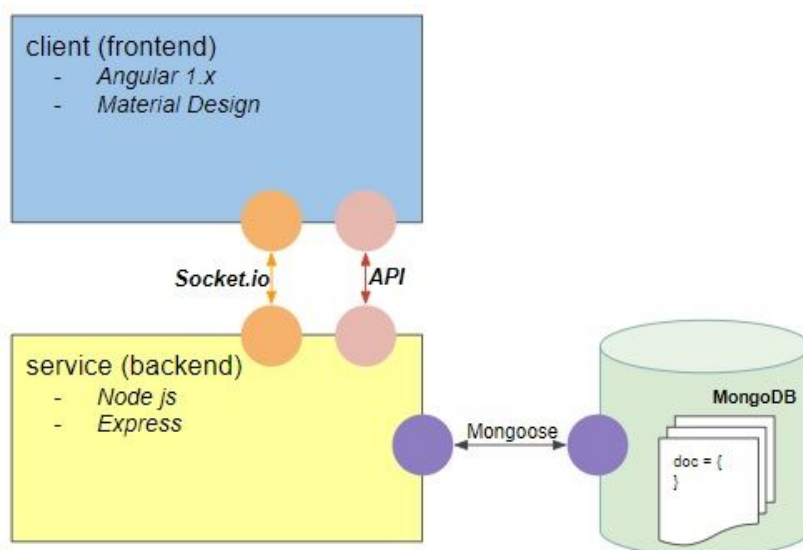 client (frontend)
- Angular 1.x
- Material Design
Socket.io
API
service (backend)
- Node js
- Express
Mongoose
MongoDB
doc = {
}